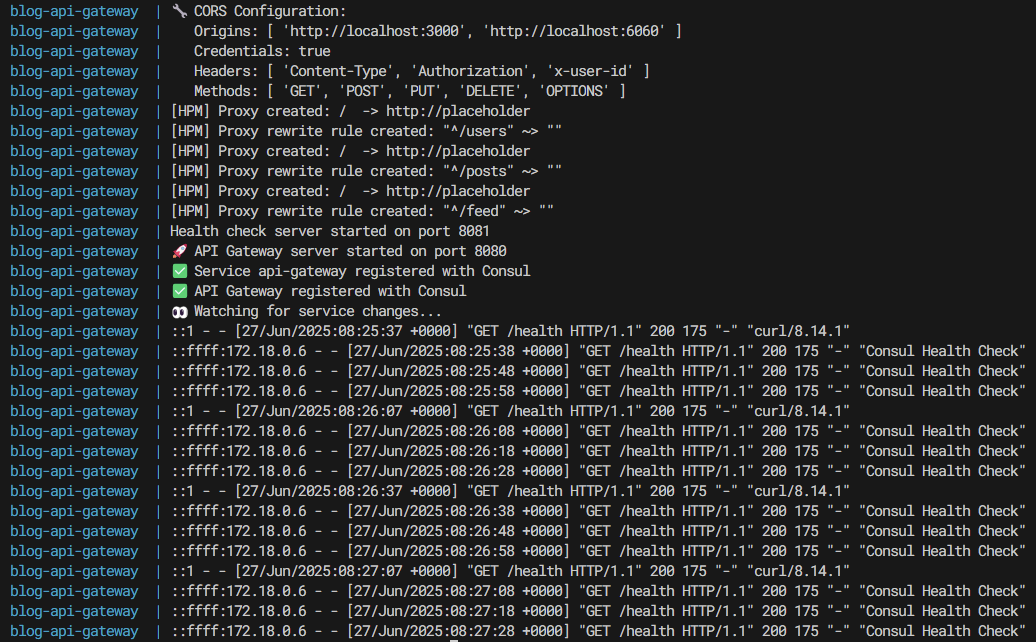 blog-api-gateway | 🔧 CORS Configuration:
blog-api-gateway |    Origins: [ 'http://localhost:3000', 'http://localhost:6060' ]
blog-api-gateway |    Credentials: true
blog-api-gateway |    Headers: [ 'Content-Type', 'Authorization', 'x-user-id' ]
blog-api-gateway |    Methods: [ 'GET', 'POST', 'PUT', 'DELETE', 'OPTIONS' ]
blog-api-gateway | [HPM] Proxy created: /  -> http://placeholder
blog-api-gateway | [HPM] Proxy rewrite rule created: "^/users" ~> ""
blog-api-gateway | [HPM] Proxy created: /  -> http://placeholder
blog-api-gateway | [HPM] Proxy rewrite rule created: "^/posts" ~> ""
blog-api-gateway | [HPM] Proxy created: /  -> http://placeholder
blog-api-gateway | [HPM] Proxy rewrite rule created: "^/feed" ~> ""
blog-api-gateway | Health check server started on port 8081
blog-api-gateway | 🚀 API Gateway server started on port 8080
blog-api-gateway | ✅ Service api-gateway registered with Consul
blog-api-gateway | ✅ API Gateway registered with Consul
blog-api-gateway | 👀 Watching for service changes...
blog-api-gateway | ::1 - - [27/Jun/2025:08:25:37 +0000] "GET /health HTTP/1.1" 200 175 "-" "curl/8.14.1"
blog-api-gateway | ::ffff:172.18.0.6 - - [27/Jun/2025:08:25:38 +0000] "GET /health HTTP/1.1" 200 175 "-" "Consul Health Check"
blog-api-gateway | ::ffff:172.18.0.6 - - [27/Jun/2025:08:25:48 +0000] "GET /health HTTP/1.1" 200 175 "-" "Consul Health Check"
blog-api-gateway | ::ffff:172.18.0.6 - - [27/Jun/2025:08:25:58 +0000] "GET /health HTTP/1.1" 200 175 "-" "Consul Health Check"
blog-api-gateway | ::1 - - [27/Jun/2025:08:26:07 +0000] "GET /health HTTP/1.1" 200 175 "-" "curl/8.14.1"
blog-api-gateway | ::ffff:172.18.0.6 - - [27/Jun/2025:08:26:08 +0000] "GET /health HTTP/1.1" 200 175 "-" "Consul Health Check"
blog-api-gateway | ::ffff:172.18.0.6 - - [27/Jun/2025:08:26:18 +0000] "GET /health HTTP/1.1" 200 175 "-" "Consul Health Check"
blog-api-gateway | ::ffff:172.18.0.6 - - [27/Jun/2025:08:26:28 +0000] "GET /health HTTP/1.1" 200 175 "-" "Consul Health Check"
blog-api-gateway | ::1 - - [27/Jun/2025:08:26:37 +0000] "GET /health HTTP/1.1" 200 175 "-" "curl/8.14.1"
blog-api-gateway | ::ffff:172.18.0.6 - - [27/Jun/2025:08:26:38 +0000] "GET /health HTTP/1.1" 200 175 "-" "Consul Health Check"
blog-api-gateway | ::ffff:172.18.0.6 - - [27/Jun/2025:08:26:48 +0000] "GET /health HTTP/1.1" 200 175 "-" "Consul Health Check"
blog-api-gateway | ::ffff:172.18.0.6 - - [27/Jun/2025:08:26:58 +0000] "GET /health HTTP/1.1" 200 175 "-" "Consul Health Check"
blog-api-gateway | ::1 - - [27/Jun/2025:08:27:07 +0000] "GET /health HTTP/1.1" 200 175 "-" "curl/8.14.1"
blog-api-gateway | ::ffff:172.18.0.6 - - [27/Jun/2025:08:27:08 +0000] "GET /health HTTP/1.1" 200 175 "-" "Consul Health Check"
blog-api-gateway | ::ffff:172.18.0.6 - - [27/Jun/2025:08:27:18 +0000] "GET /health HTTP/1.1" 200 175 "-" "Consul Health Check"
blog-api-gateway | ::ffff:172.18.0.6 - - [27/Jun/2025:08:27:28 +0000] "GET /health HTTP/1.1" 200 175 "-" "Consul Health Check"